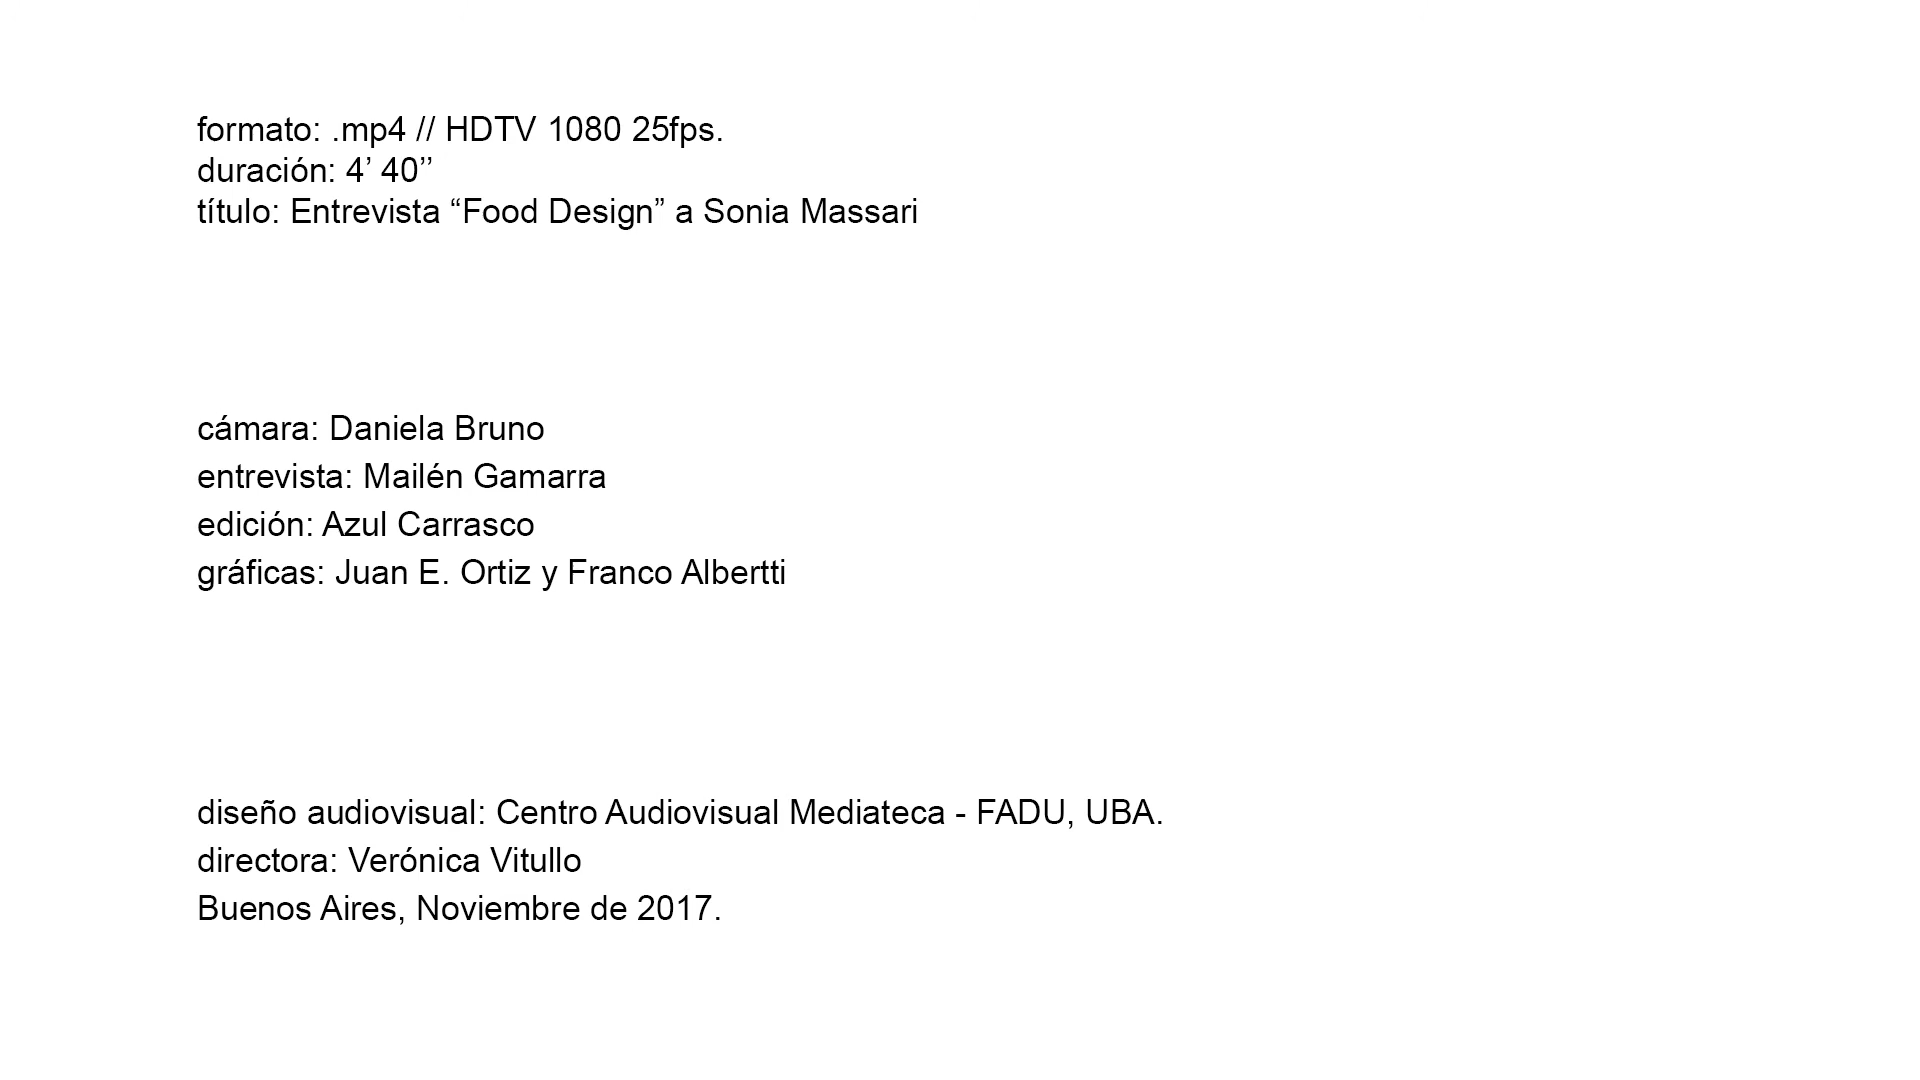 formato: .mp4 // HDTV 1080 25fps.
duración: 4’ 40’’
título: Entrevista “Food Design” a Sonia Massari
cámara: Daniela Bruno
entrevista: Mailén Gamarra
edición: Azul Carrasco
gráficas: Juan E. Ortiz y Franco Albertti
diseño audiovisual: Centro Audiovisual Mediateca - FADU, UBA.
directora: Verónica Vitullo
Buenos Aires, Noviembre de 2017.